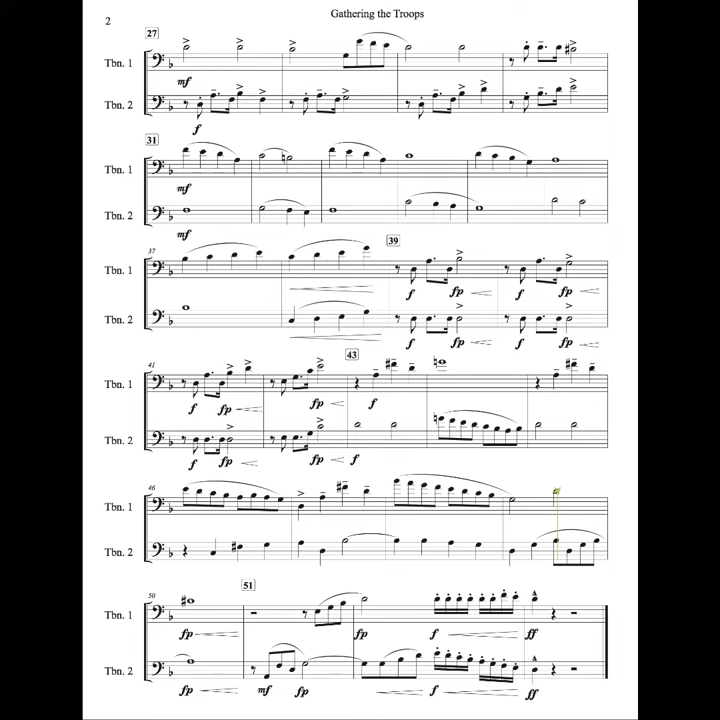 Gathering the Troops
2
27
Tbn. 1
mf
Tbn. 2
f
31
Tbn. 1
mf
Tbn. 2
mf
37
39
Tbn. 1
f fp f fp
Tbn. 2
f fp f fp
41
43
Tbn. 1
f fp fp f
Tbn. 2
f fp fp f
46
Tbn. 1
Tbn. 2
50
51
Tbn. 1
fp fp f ff
Tbn. 2
fp mf fp f ff